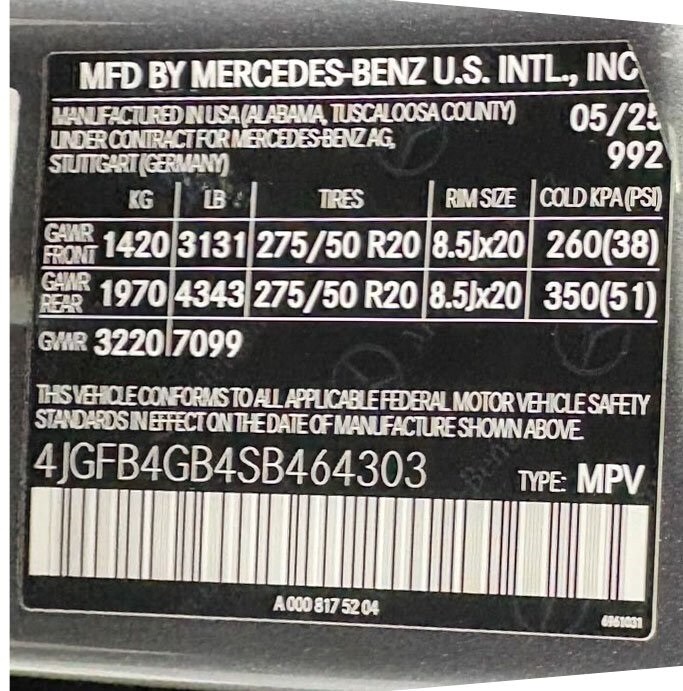 MFD BY MERCEDES-BENZ U.S. INTL., INC
MANUFACTURED IN USA (ALABAMA, TUSCALOOSA COUNTY) 05/25
UNDER CONTRACT FOR MERCEDES-BENZ AG, 992
STUTTGART (GERMANY)
KG LB TIRES RIM SIZE COLD KPA (PSI)
GAWR FRONT 1420 3131 275/50 R20 8.5Jx20 260(38)
GAWR REAR 1970 4343 275/50 R20 8.5Jx20 350(51)
GVWR 3220 7099
THIS VEHICLE CONFORMS TO ALL APPLICABLE FEDERAL MOTOR VEHICLE SAFETY
STANDARDS IN EFFECT ON THE DATE OF MANUFACTURE SHOWN ABOVE.
4JGFB4GB4SB464303 TYPE: MPV
A 000 817 52 04 6961031